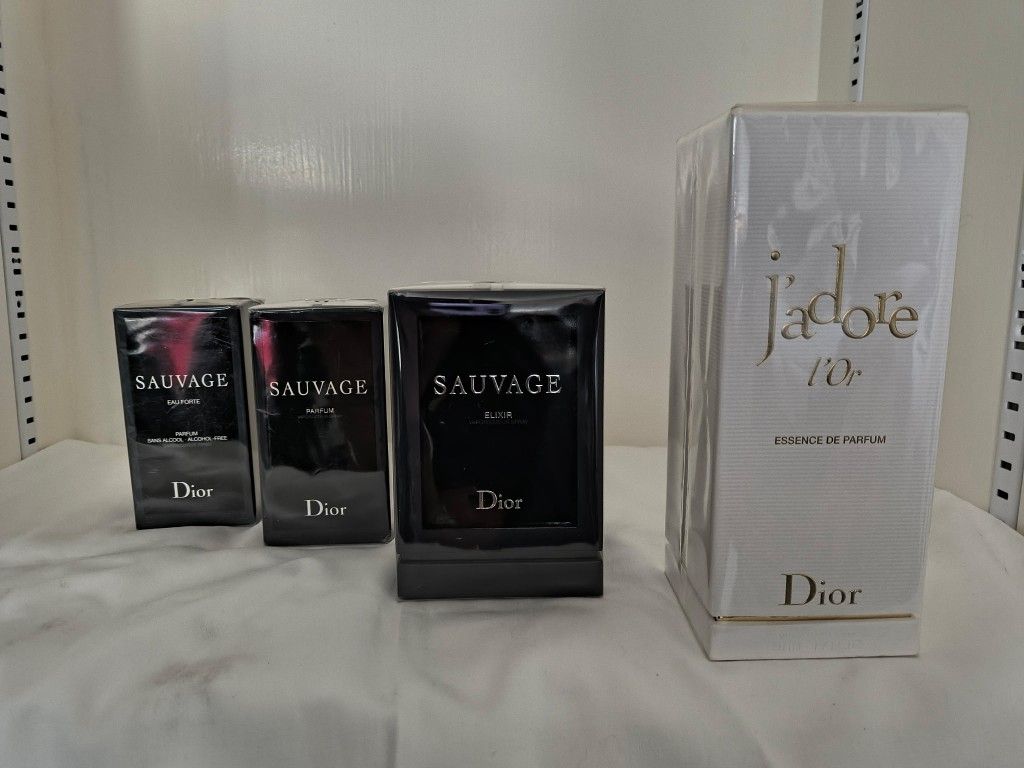 SAUVAGE
EAU FORTE
PARFUM
SANS ALCOOL - ALCOHOL-FREE
Dior
SAUVAGE
PARFUM
Dior
SAUVAGE
ELIXIR
Dior
j'adore
l'Or
ESSENCE DE PARFUM
Dior